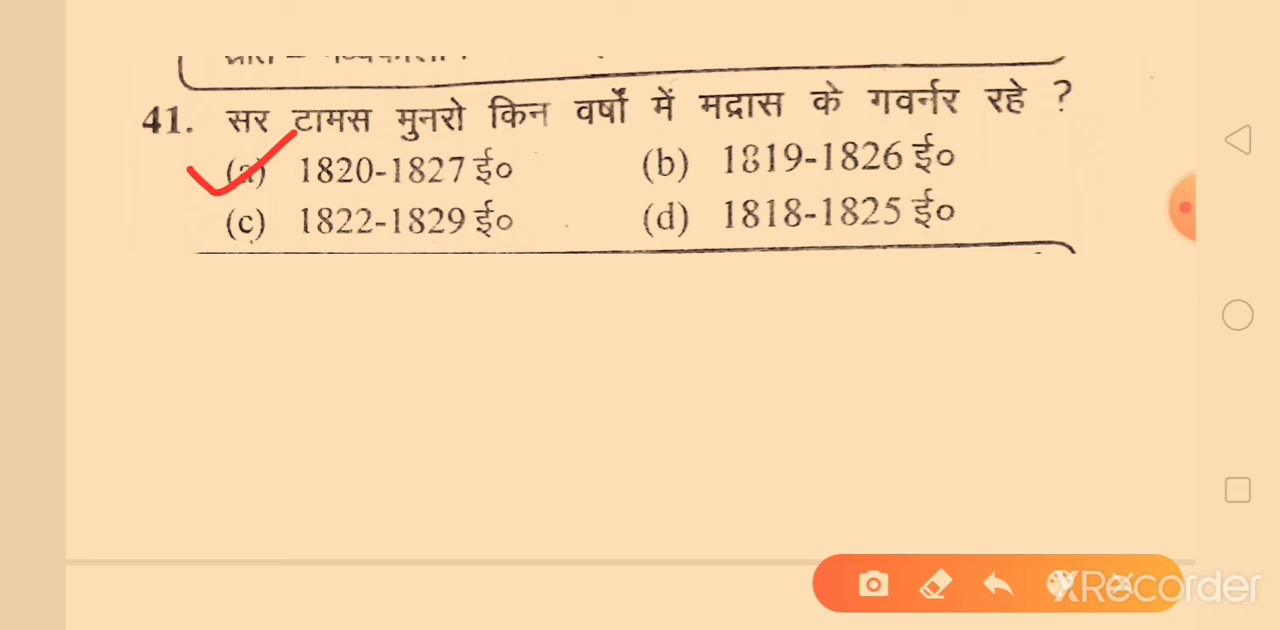 41. सर टामस मुनरो किन वर्षों में मद्रास के गवर्नर रहे ?
(a) 1820-1827 ई० (b) 1819-1826 ई०
(c) 1822-1829 ई० (d) 1818-1825 ई०
XRecorder